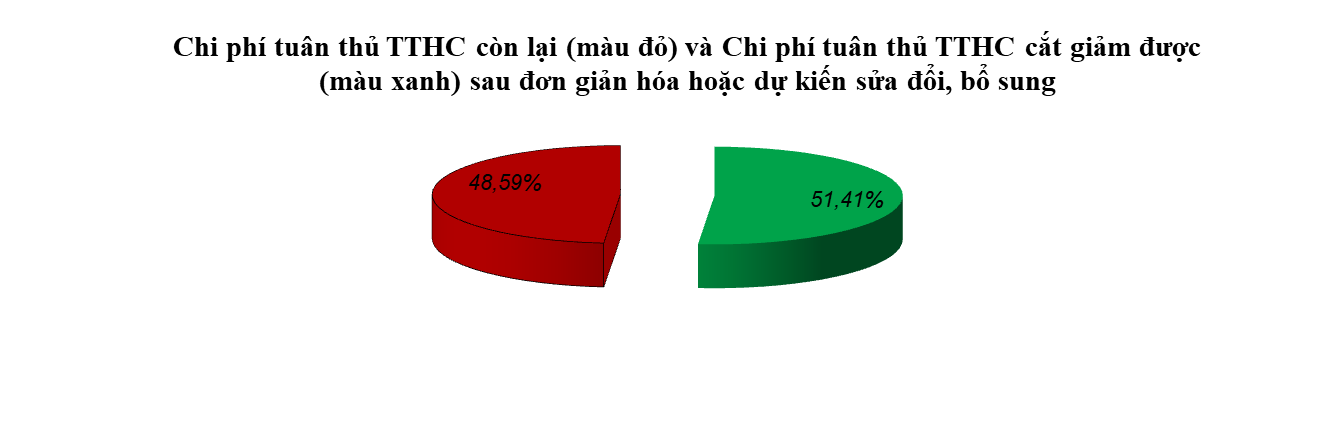 Chi phí tuân thủ TTHC còn lại (màu đỏ) và Chi phí tuân thủ TTHC cắt giảm được
(màu xanh) sau đơn giản hóa hoặc dự kiến sửa đổi, bổ sung
48,59%
51,41%